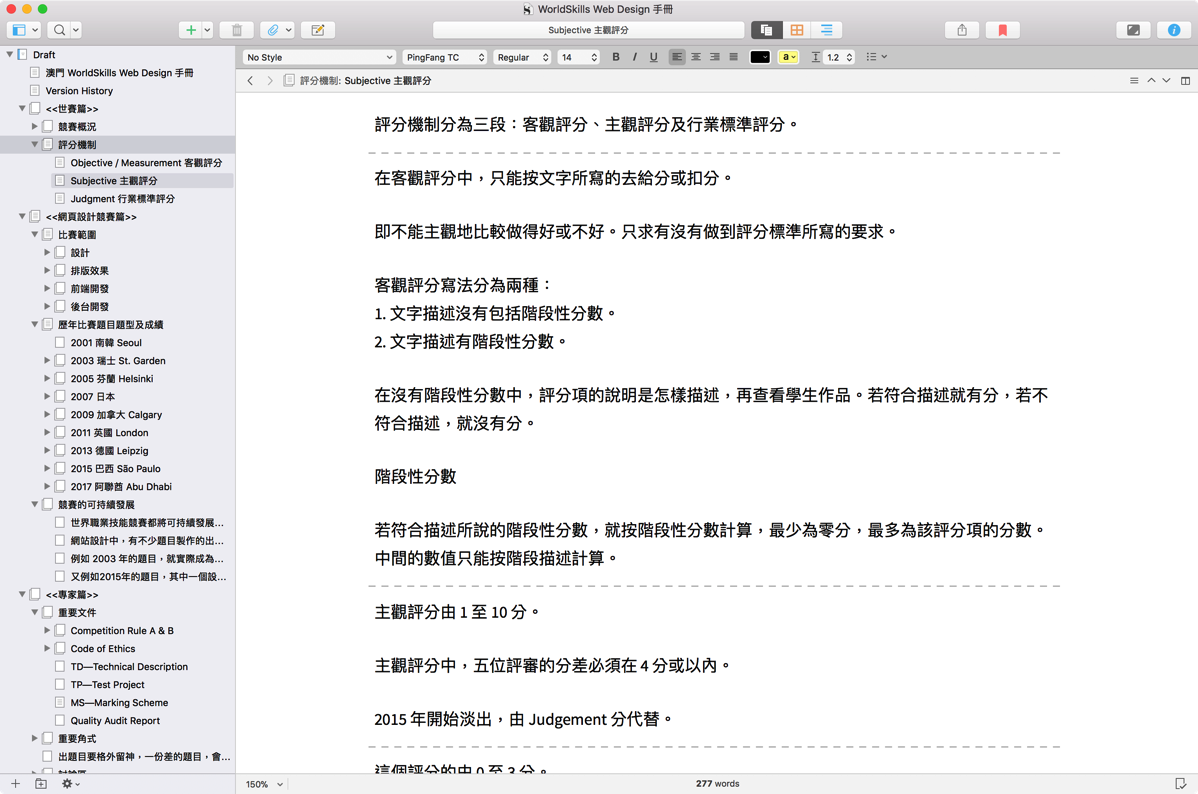 WorldSkills Web Design 手冊
Subjective 主觀評分
No Style
PingFang TC
Regular
14
B I U
a
1.2
評分機制: Subjective 主觀評分
Draft
澳門 WorldSkills Web Design 手冊
Version History
<<世賽篇>>
競賽概況
評分機制
Objective / Measurement 客觀評分
Subjective 主觀評分
Judgment 行業標準評分
<<網頁設計競賽篇>>
比賽範圍
設計
排版效果
前端開發
後台開發
歷年比賽題目題型及成績
2001 南韓 Seoul
2003 瑞士 St. Garden
2005 芬蘭 Helsinki
2007 日本
2009 加拿大 Calgary
2011 英國 London
2013 德國 Leipzig
2015 巴西 São Paulo
2017 阿聯酋 Abu Dhabi
競賽的可持續發展
世界職業技能競賽都將可持續發展...
網站設計中，有不少題目製作的出...
例如 2003 年的題目，就實際成為...
又例如2015年的題目，其中一個設...
<<專家篇>>
重要文件
Competition Rule A & B
Code of Ethics
TD—Technical Description
TP—Test Project
MS—Marking Scheme
Quality Audit Report
重要角式
出題目要格外留神，一份差的題目，會...
討論區
評分機制分為三段：客觀評分、主觀評分及行業標準評分。
在客觀評分中，只能按文字所寫的去給分或扣分。
即不能主觀地比較做得好或不好。只求有沒有做到評分標準所寫的要求。
客觀評分寫法分為兩種：
1. 文字描述沒有包括階段性分數。
2. 文字描述有階段性分數。
在沒有階段性分數中，評分項的說明是怎樣描述，再查看學生作品。若符合描述就有分，若不
符合描述，就沒有分。
階段性分數
若符合描述所說的階段性分數，就按階段性分數計算，最少為零分，最多為該評分項的分數。
中間的數值只能按階段描述計算。
主觀評分由 1 至 10 分。
主觀評分中，五位評審的分差必須在 4 分或以內。
2015 年開始淡出，由 Judgement 分代替。
這個評分的由 0 至 3 分。
150%
277 words